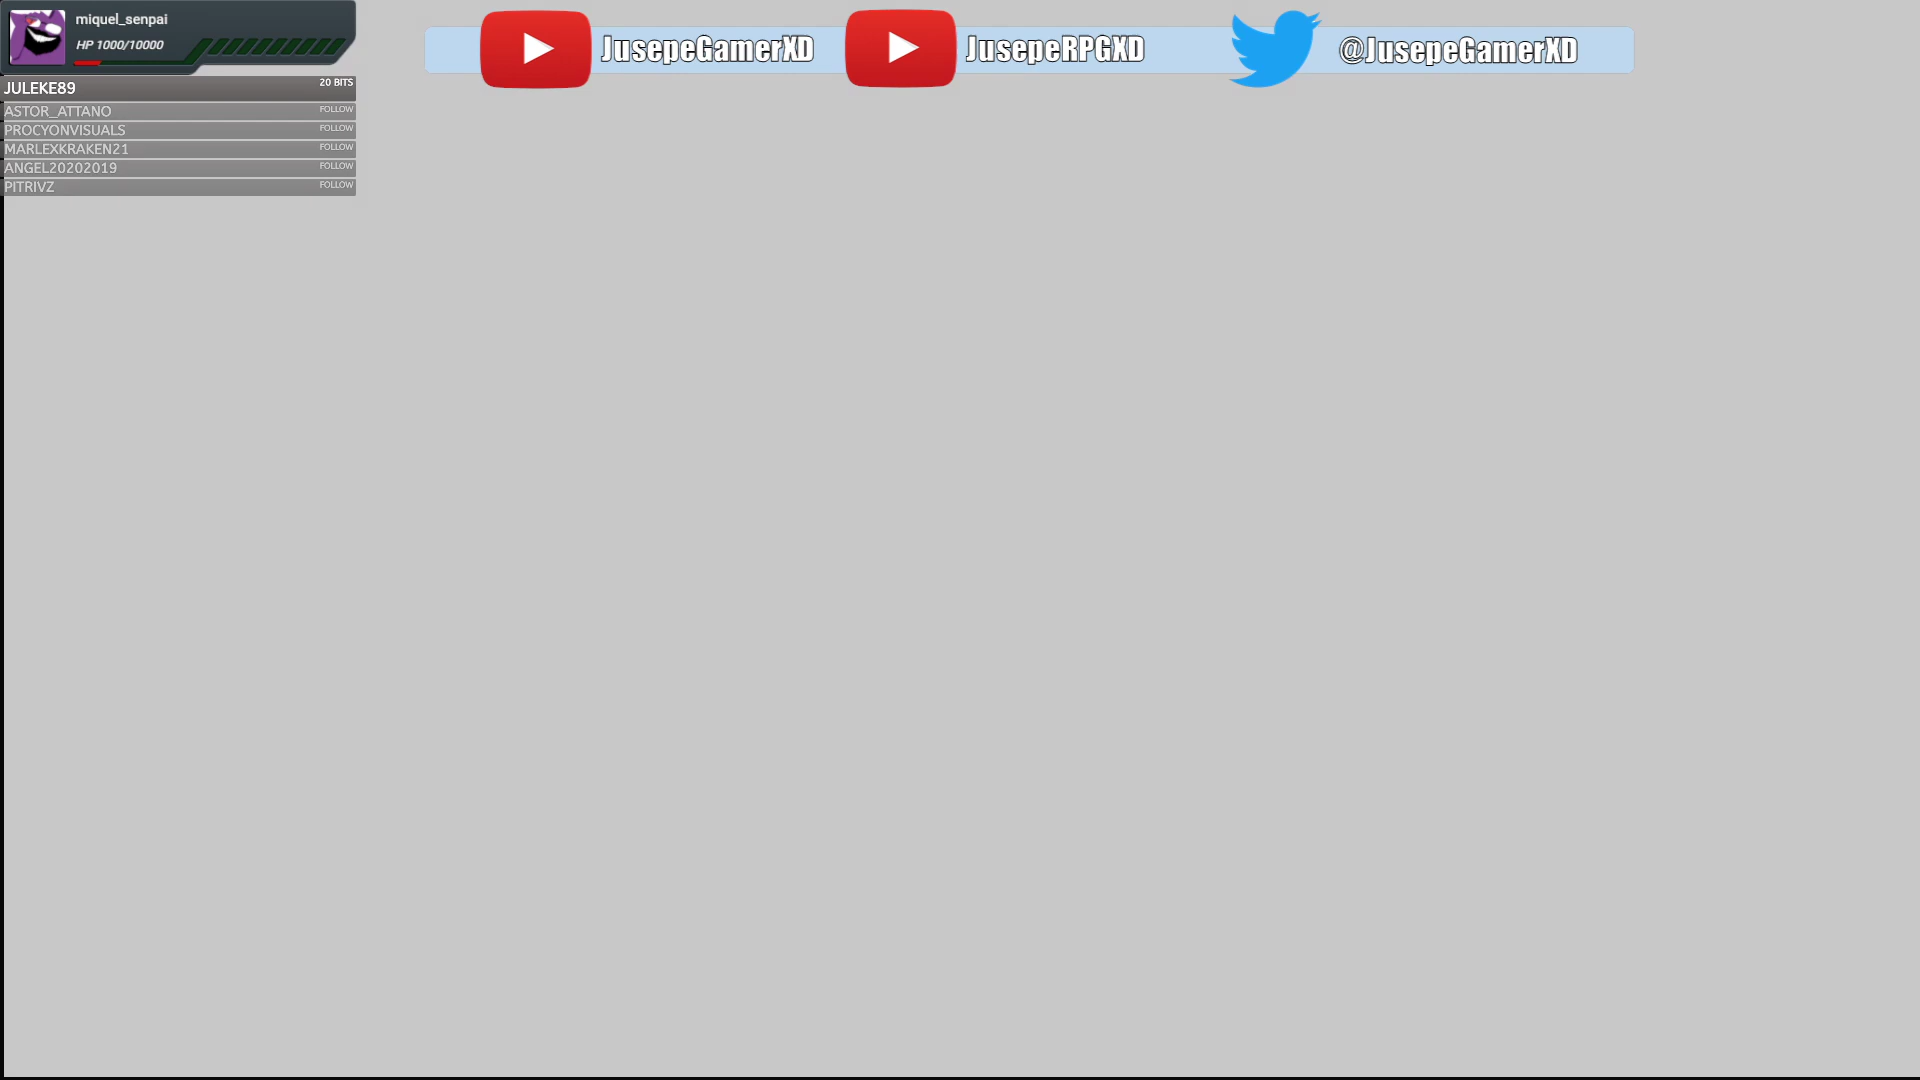 miquel_senpai
HP 1000/10000
JusepeGamerXD JusepeRPGXD @JusepeGamerXD
JULEKE89 20 BITS
ASTOR_ATTANO FOLLOW
PROCYONVISUALS FOLLOW
MARLEXKRAKEN21 FOLLOW
ANGEL20202019 FOLLOW
PITRIVZ FOLLOW